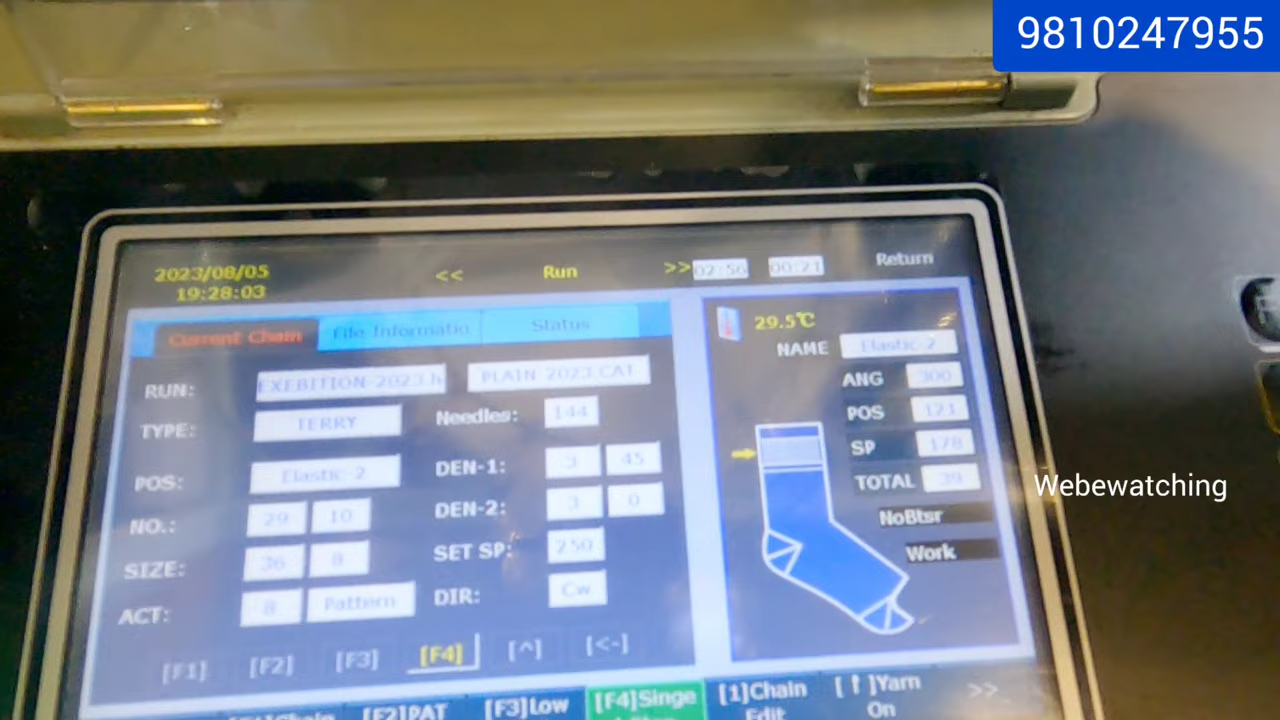 9810247955
2023/08/05
19:28:03
<< Run >> 02:56 00:21 Return
Current Chain File Informatio Status
RUN: EXEBITION-2023.h PLAIN-2023.CAT
TYPE: TERRY Needles: 144
POS: Elastic-2 DEN-1: 3 45
NO.: 29 10 DEN-2: 3 0
SIZE: 36 8 SET SP: 250
ACT: 8 Pattern DIR: Cw
[F1] [F2] [F3] [F4] [^] [<-]
29.5℃
NAME Elastic-2
ANG 300
POS 121
SP 178
TOTAL 39
NoBtsr
Work
Webewatching
[F2]PAT [F3]Low [F4]Singe [1]Chain Edit [↑]Yarn On >>